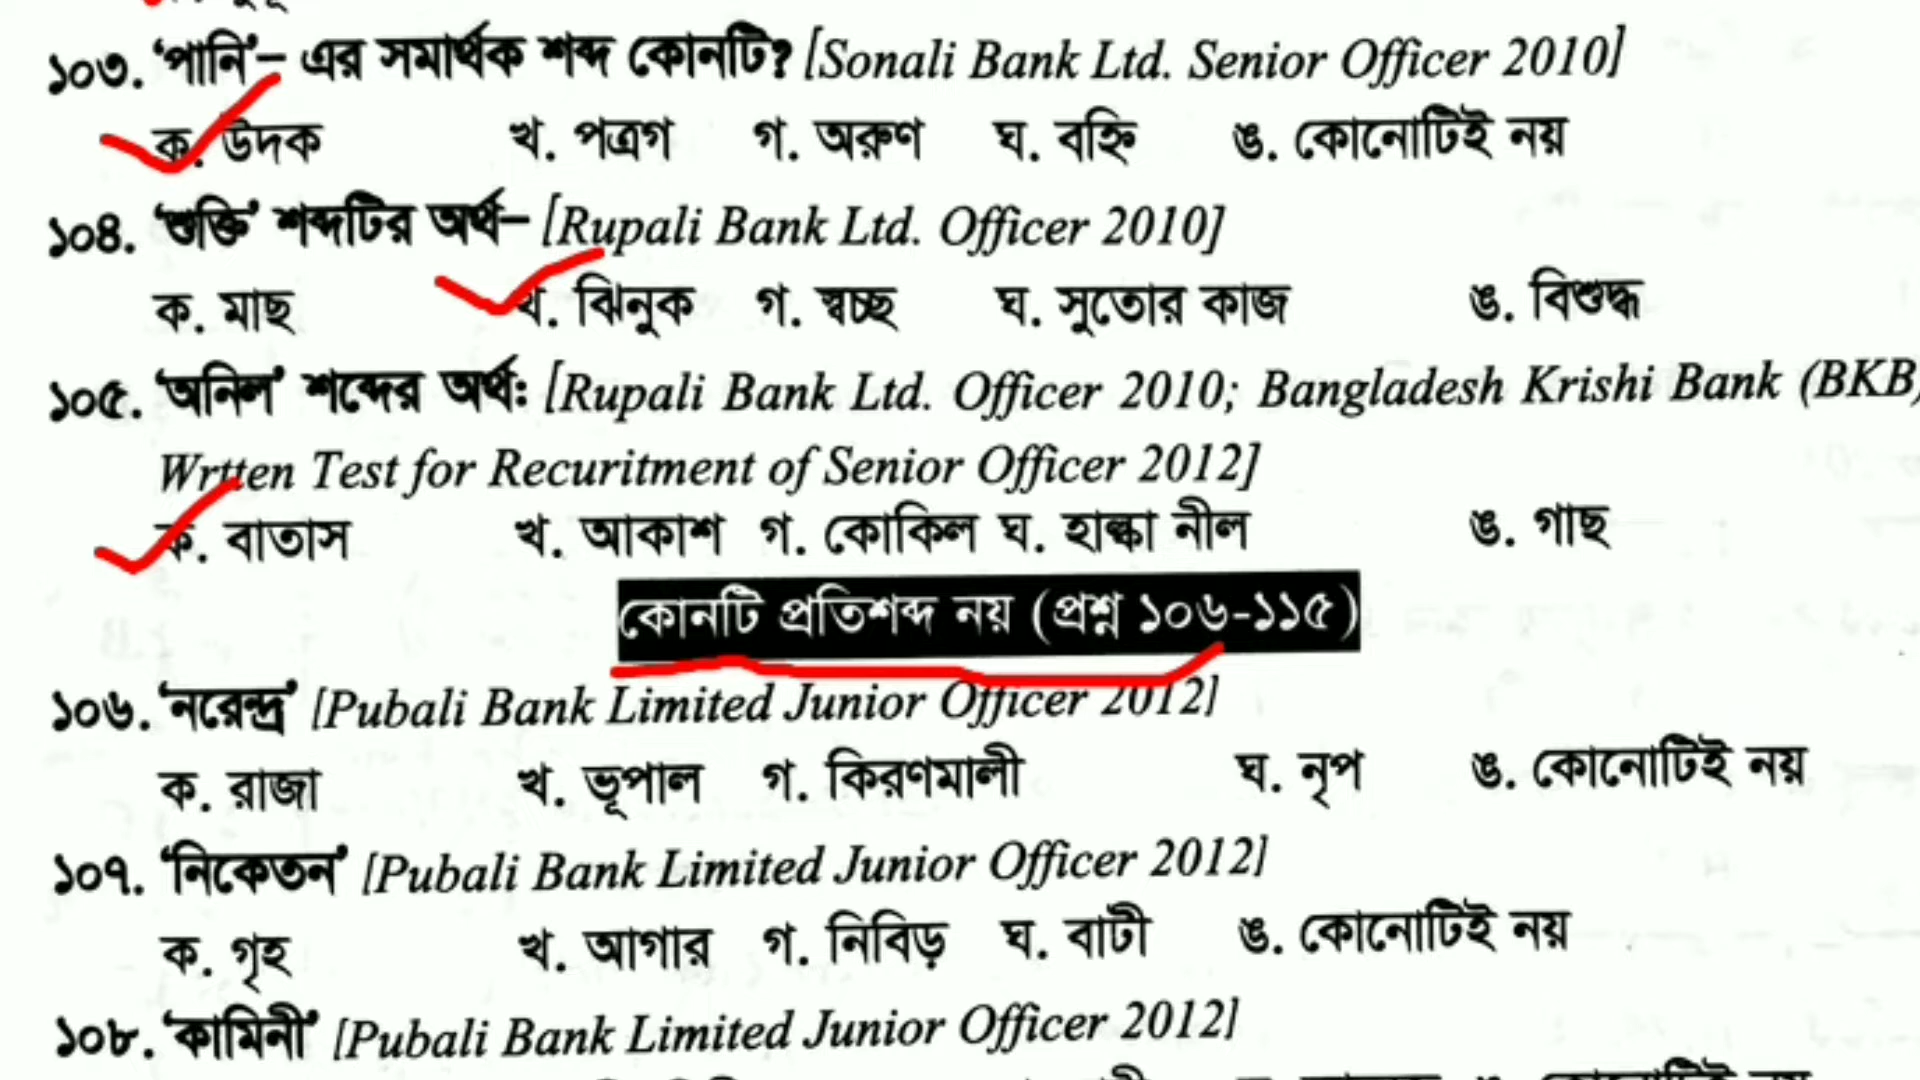 ১০৩. ‘পানি’– এর সমার্থক শব্দ কোনটি? [Sonali Bank Ltd. Senior Officer 2010]
ক. উদক খ. পত্রগ গ. অরুণ ঘ. বহ্নি ঙ. কোনোটিই নয়
১০৪. ‘শুক্তি’ শব্দটির অর্থ– [Rupali Bank Ltd. Officer 2010]
ক. মাছ খ. ঝিনুক গ. স্বচ্ছ ঘ. সুতোর কাজ ঙ. বিশুদ্ধ
১০৫. ‘অনিল’ শব্দের অর্থঃ [Rupali Bank Ltd. Officer 2010; Bangladesh Krishi Bank (BKB)
Wrtten Test for Recuritment of Senior Officer 2012]
ক. বাতাস খ. আকাশ গ. কোকিল ঘ. হাল্কা নীল ঙ. গাছ
কোনটি প্রতিশব্দ নয় (প্রশ্ন ১০৬-১১৫)
১০৬. ‘নরেন্দ্র’ [Pubali Bank Limited Junior Officer 2012]
ক. রাজা খ. ভূপাল গ. কিরণমালী ঘ. নৃপ ঙ. কোনোটিই নয়
১০৭. ‘নিকেতন’ [Pubali Bank Limited Junior Officer 2012]
ক. গৃহ খ. আগার গ. নিবিড় ঘ. বাটী ঙ. কোনোটিই নয়
১০৮. ‘কামিনী’ [Pubali Bank Limited Junior Officer 2012]